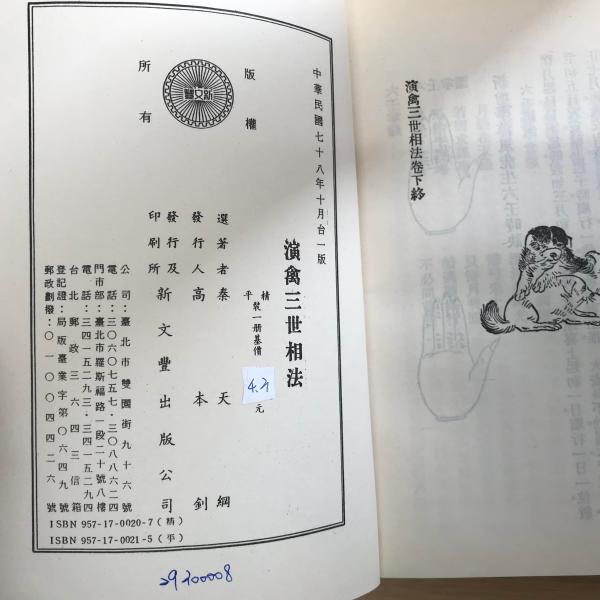 演禽三世相法卷下終
中華民國七十八年十月台一版
版權
所有
新文豐
演禽三世相法
精
平
裝一册基價
元
選著者秦天綱
發行人高本釗
發行及
印刷所
新文豐出版公司
公司：臺北市雙園街九十六號
電話：三〇六〇七五七・三〇八八六二四
門市部：臺北市羅斯福路一段二十號八樓
電話：三四一五二九三・三四一五二九四
台北郵政三六四三信箱
登記證：局版臺業字第〇六四九號
郵政劃撥：〇一〇〇四四二六號
ISBN 957-17-0020-7(精)
ISBN 957-17-0021-5(平)